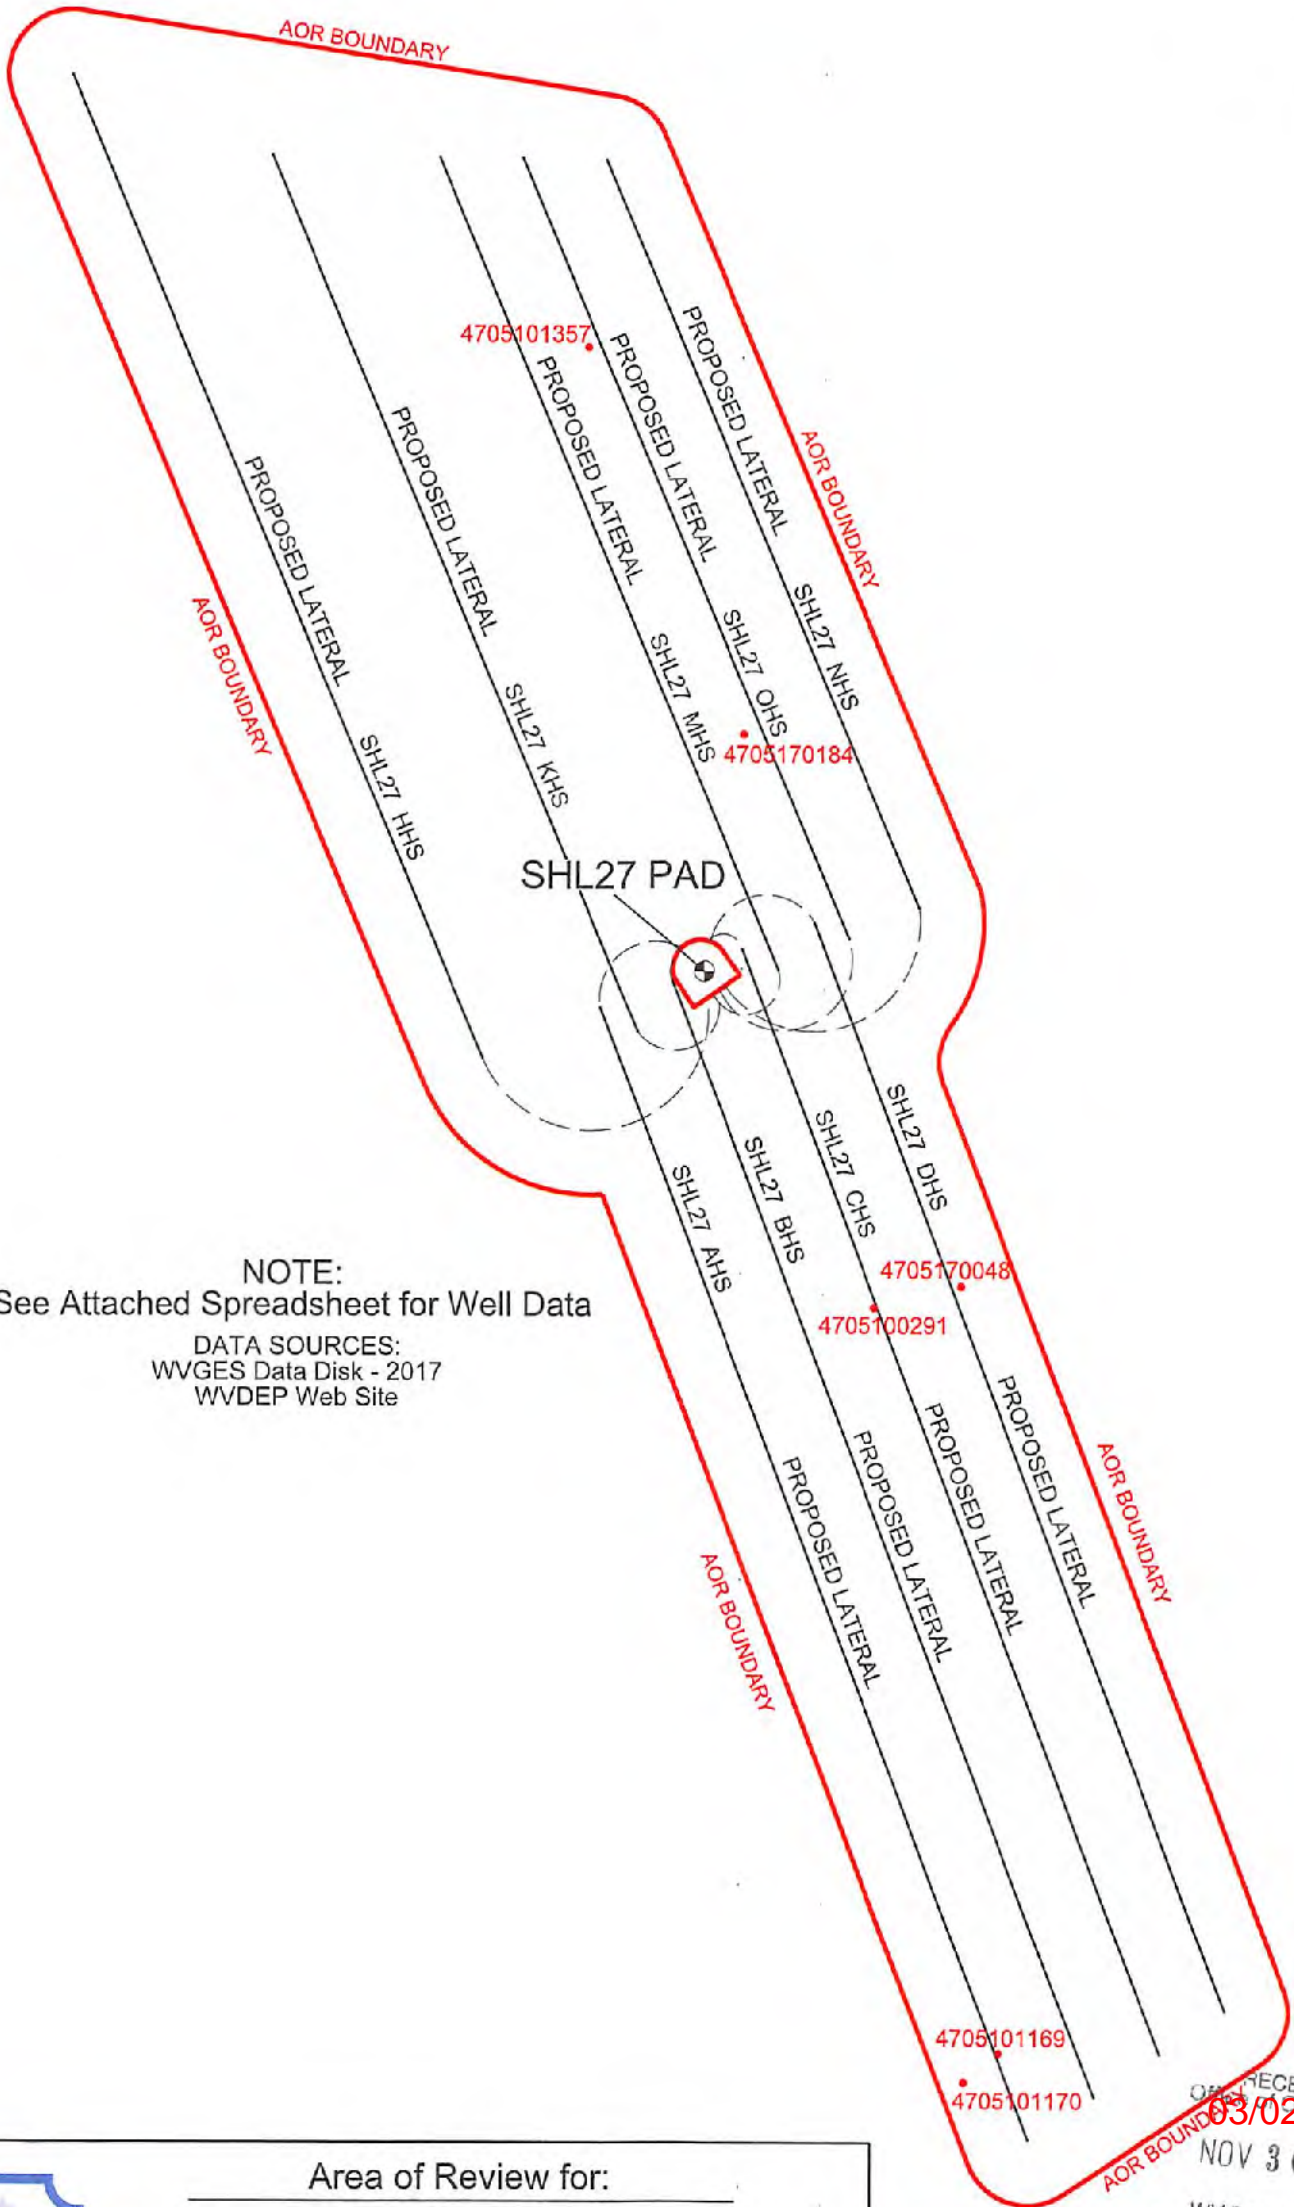 AOR BOUNDARY
4705101357
PROPOSED LATERAL SHL27 HHS
PROPOSED LATERAL SHL27 KHS
PROPOSED LATERAL SHL27 MHS
PROPOSED LATERAL SHL27 OHS
PROPOSED LATERAL SHL27 NHS
AOR BOUNDARY
AOR BOUNDARY
4705170184
SHL27 PAD
SHL27 AHS PROPOSED LATERAL
SHL27 BHS PROPOSED LATERAL
SHL27 CHS PROPOSED LATERAL
SHL27 DHS PROPOSED LATERAL
4705170048
4705100291
NOTE:
See Attached Spreadsheet for Well Data
DATA SOURCES:
WVGES Data Disk - 2017
WVDEP Web Site
AOR BOUNDARY
AOR BOUNDARY
4705101169
4705101170
AOR BOUNDARY
03/02
NOV 3
Area of Review for: